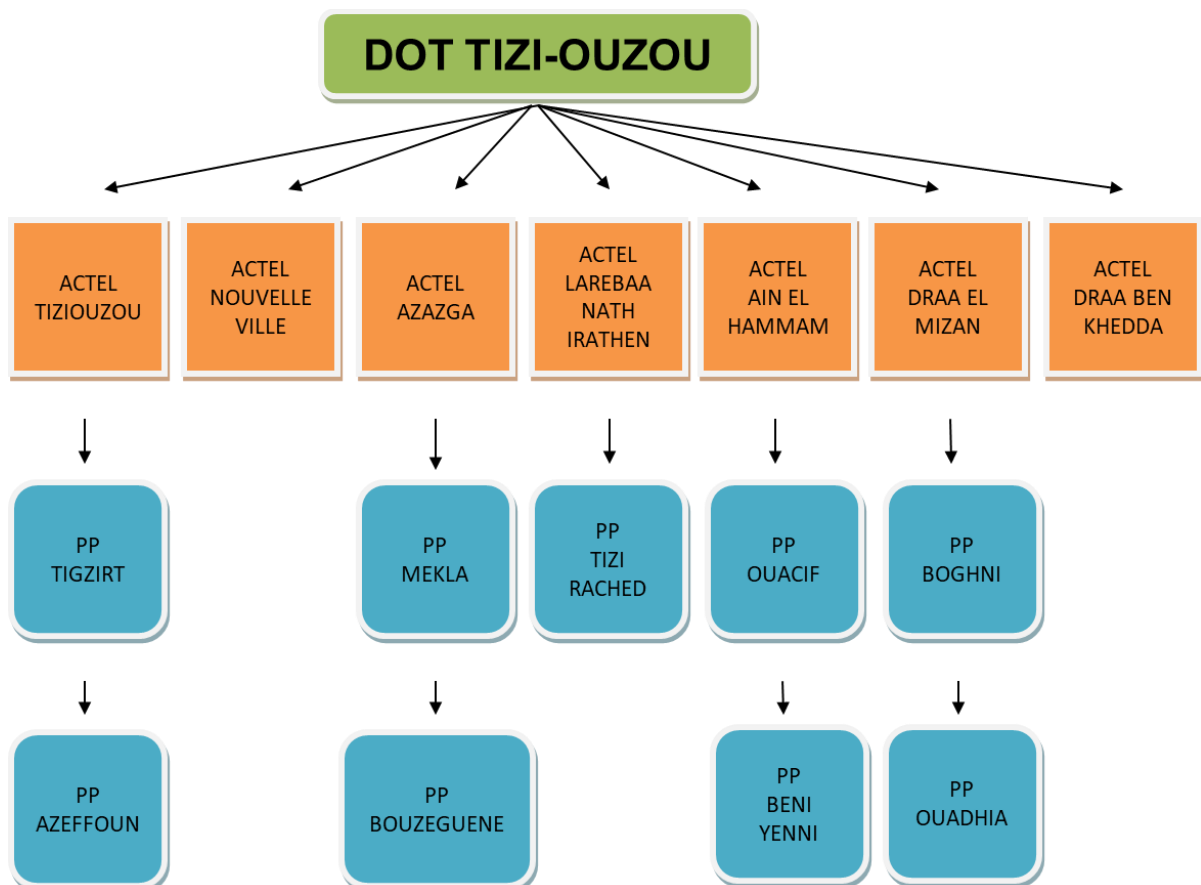 DOT TIZI-OUZOU
ACTEL
TIZIOUZOU
ACTEL
NOUVELLE
VILLE
ACTEL
AZAZGA
ACTEL
LAREBAA
NATH
IRATHEN
ACTEL
AIN EL
HAMMAM
ACTEL
DRAA EL
MIZAN
ACTEL
DRAA BEN
KHEDDA
PP
TIGZIRT
PP
MEKLA
PP
TIZI
RACHED
PP
OUACIF
PP
BOGHNI
PP
AZEFFOUN
PP
BOUZEGUENE
PP
BENI
YENNI
PP
OUADHIA